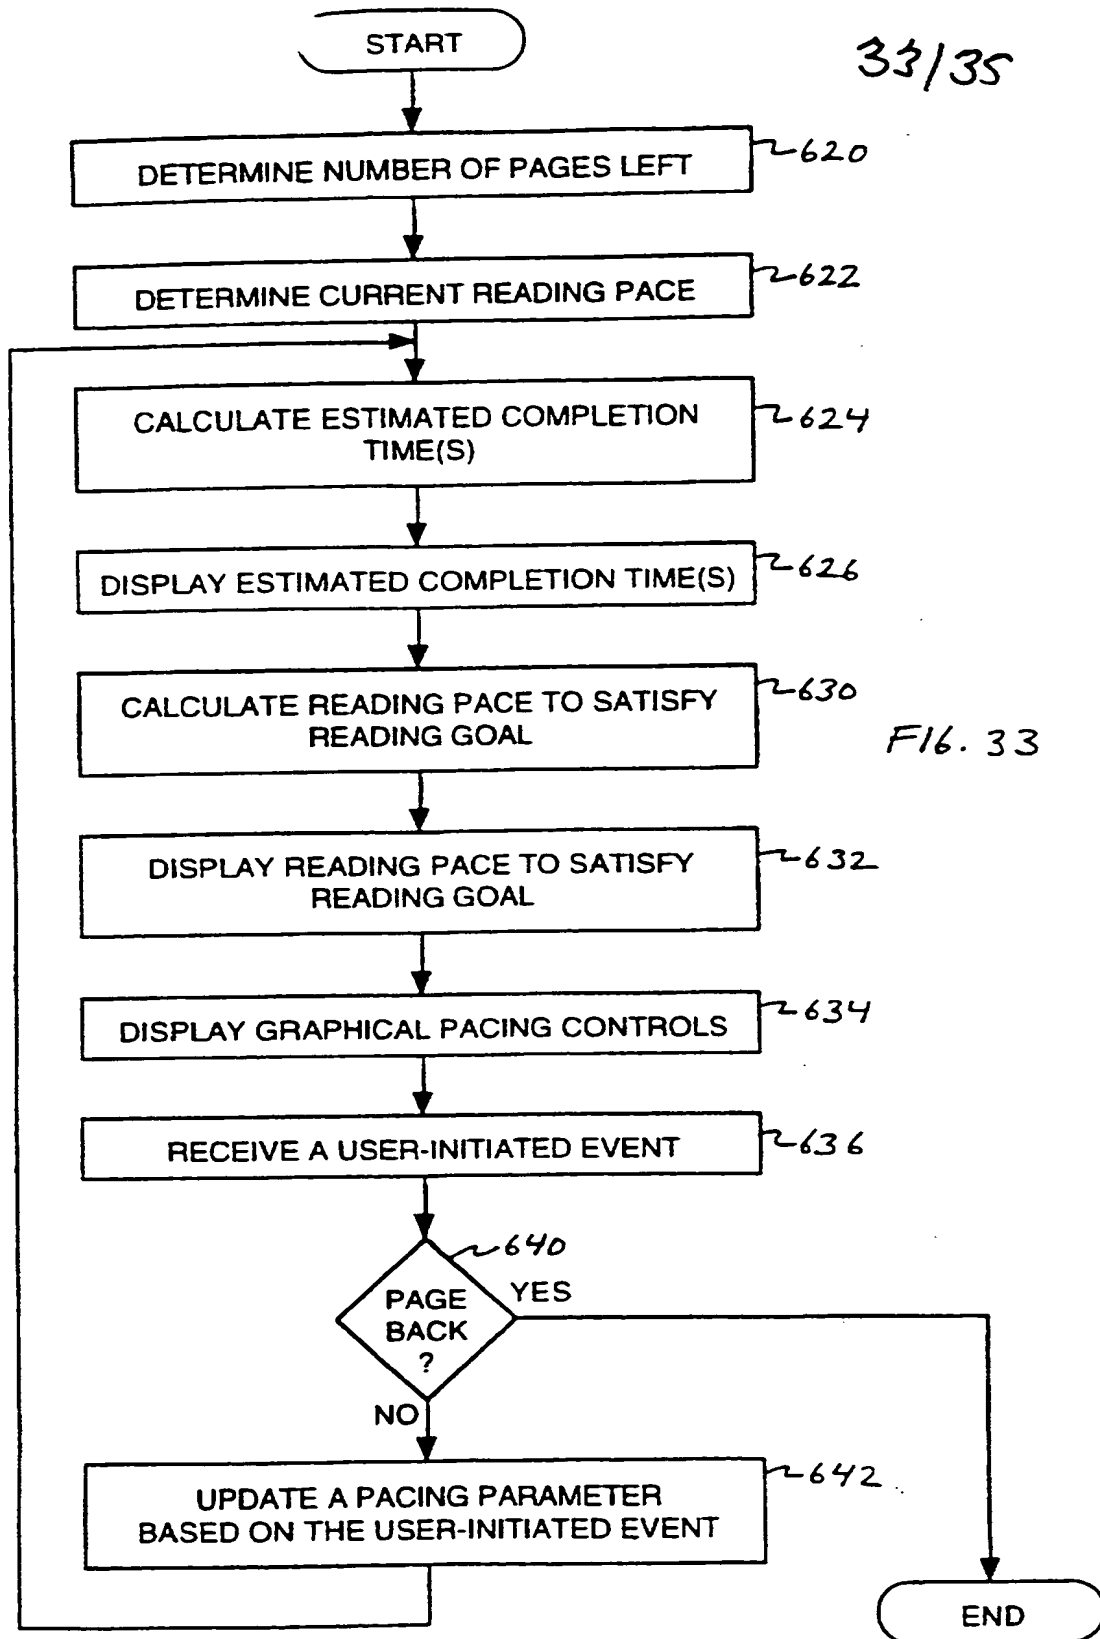 START
33/35
DETERMINE NUMBER OF PAGES LEFT
620
DETERMINE CURRENT READING PACE
622
CALCULATE ESTIMATED COMPLETION
TIME(S)
624
DISPLAY ESTIMATED COMPLETION TIME(S)
626
CALCULATE READING PACE TO SATISFY
READING GOAL
630
FIG. 33
DISPLAY READING PACE TO SATISFY
READING GOAL
632
DISPLAY GRAPHICAL PACING CONTROLS
634
RECEIVE A USER-INITIATED EVENT
636
640
PAGE
BACK
?
YES
NO
UPDATE A PACING PARAMETER
BASED ON THE USER-INITIATED EVENT
642
END